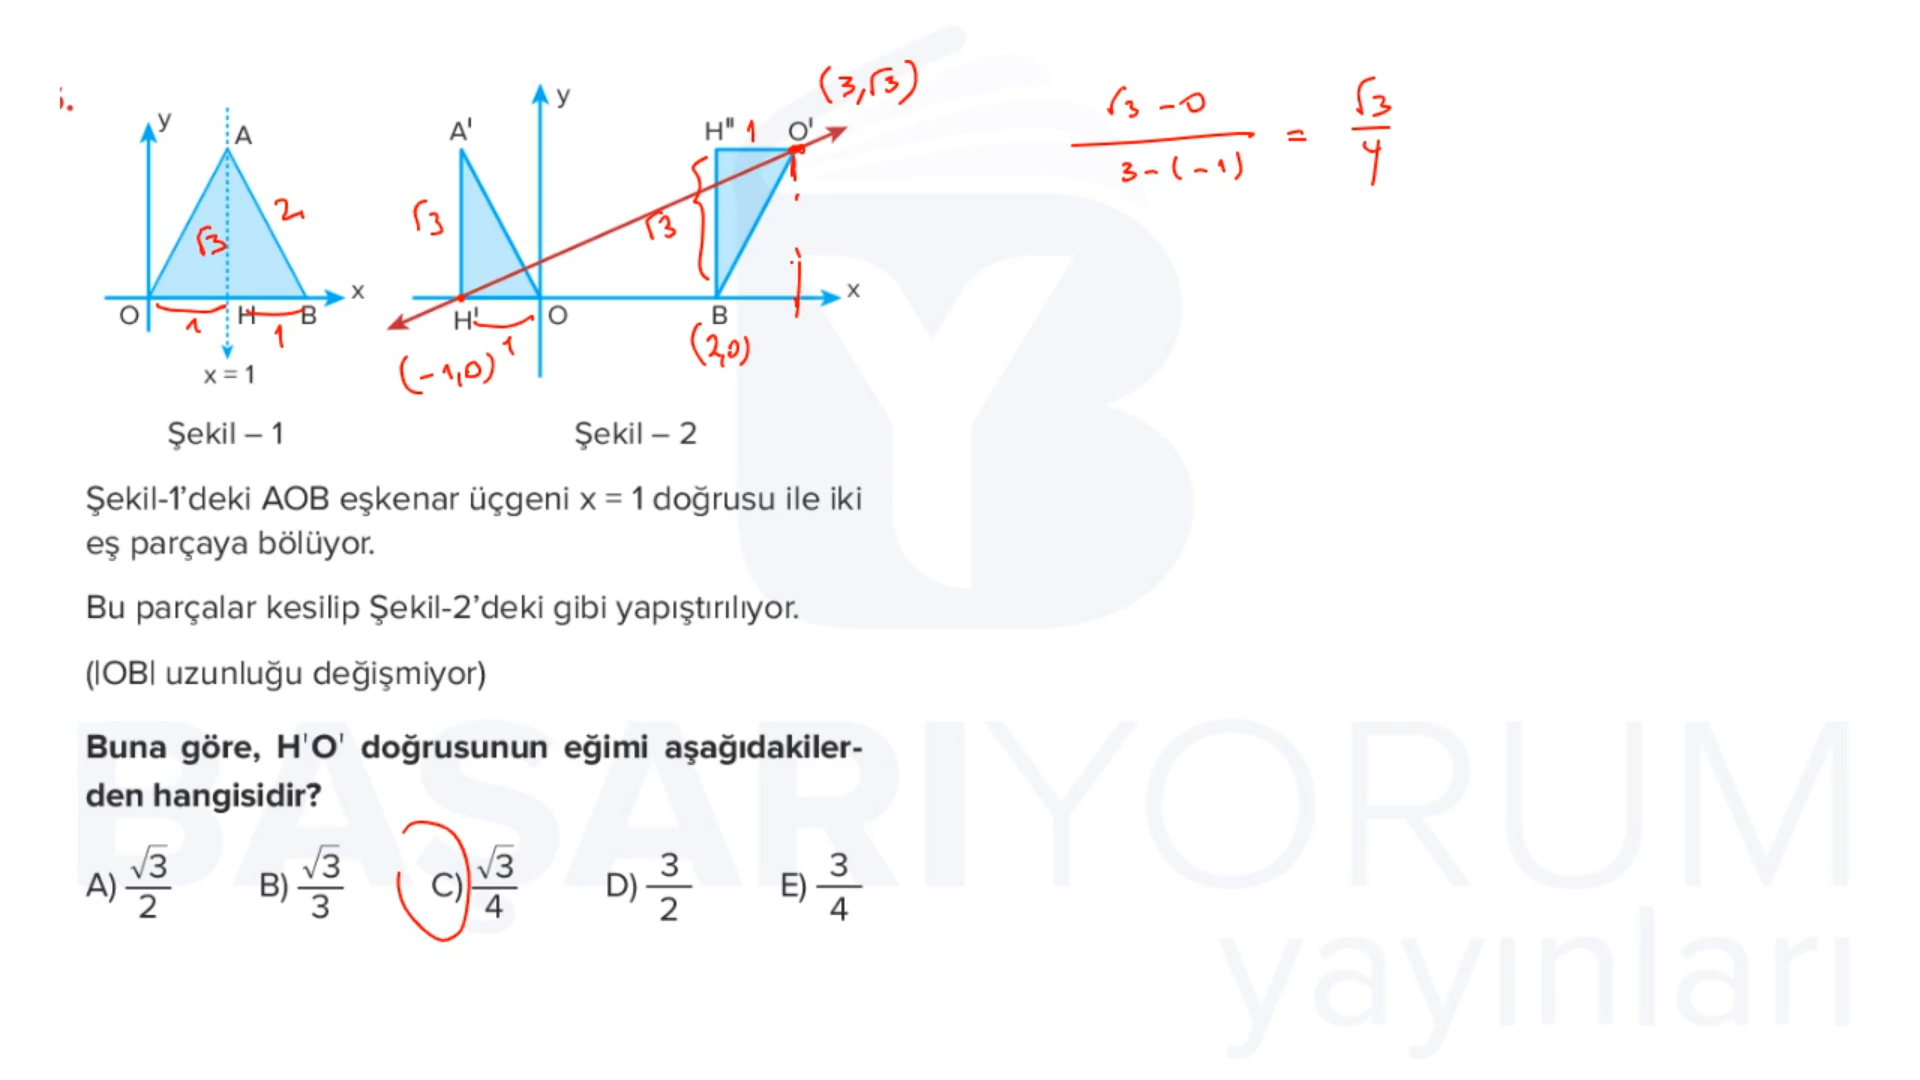 5.
y
A
2
√3
O
1
H
1
B
x
x = 1
Şekil – 1
y
A'
√3
H'
1
O
(-1,0)
H"
1
O'
(3,√3)
√3
B
(2,0)
x
Şekil – 2
√3 - 0 / 3-(-1) = √3 / 4
Şekil-1'deki AOB eşkenar üçgeni x = 1 doğrusu ile iki
eş parçaya bölüyor.
Bu parçalar kesilip Şekil-2'deki gibi yapıştırılıyor.
(|OB| uzunluğu değişmiyor)
Buna göre, H'O' doğrusunun eğimi aşağıdakiler-
den hangisidir?
A) √3/2 B) √3/3 C) √3/4 D) 3/2 E) 3/4
BAŞARIYORUM
yayınları